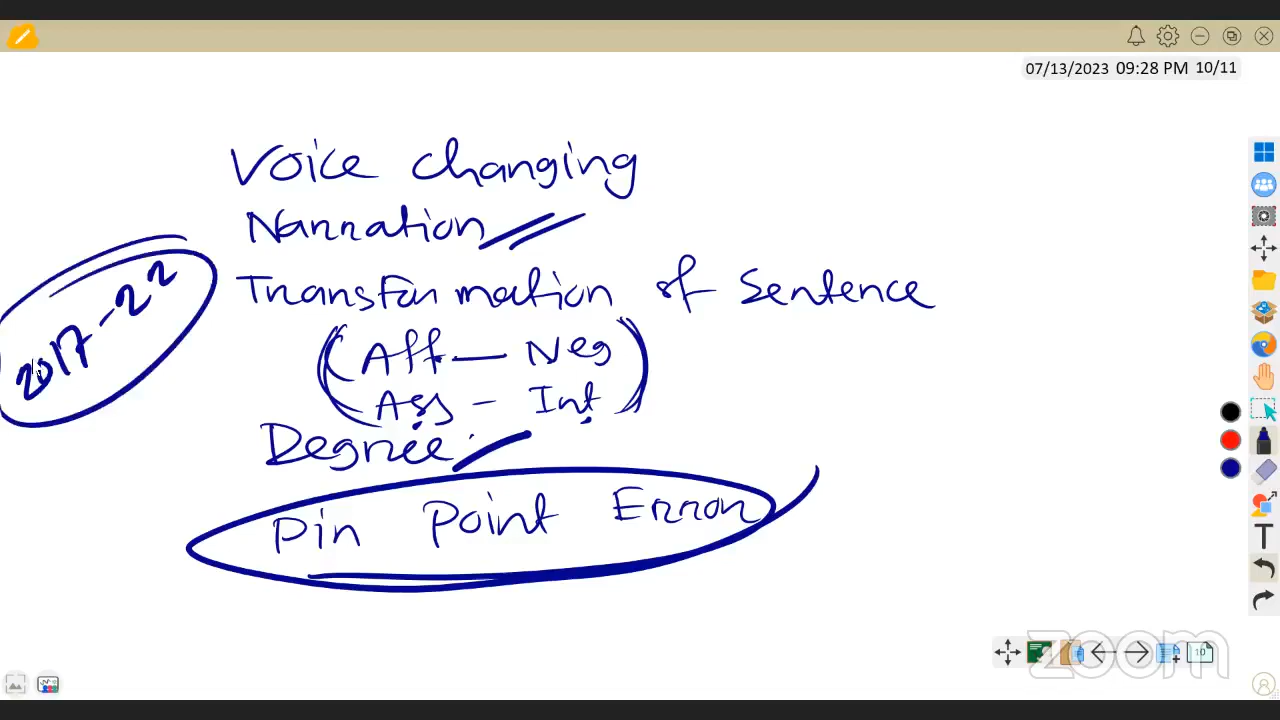 07/13/2023 09:28 PM 10/11
Voice changing
Narration
2017-22
Transformation of Sentence
(Aff — Neg
Ass - Int)
Degree
Pin Point Error
T
10
zoom